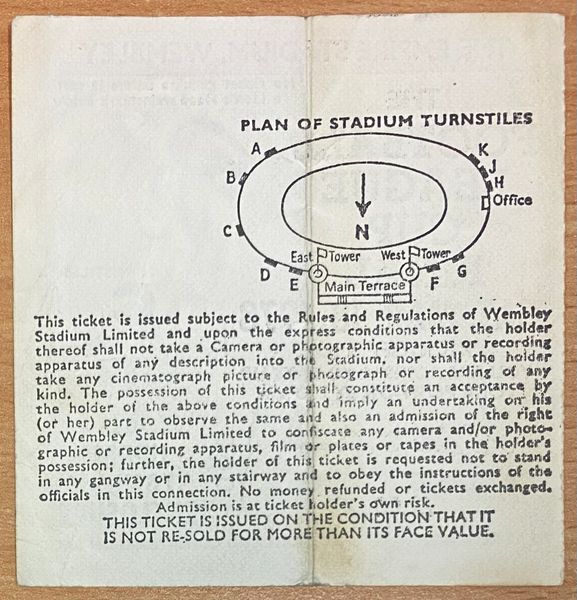 PLAN OF STADIUM TURNSTILES
A
K
J
B
H
Office
N
C
East Tower
West Tower
D
E
F
G
Main Terrace
This ticket is issued subject to the Rules and Regulations of Wembley
Stadium Limited and upon the express conditions that the holder
thereof shall not take a Camera or photographic apparatus or recording
apparatus of any description into the Stadium, nor shall the holder
take any cinematograph picture or photograph or recording of any
kind. The possession of this ticket shall constitute an acceptance by
the holder of the above conditions and imply an undertaking on his
(or her) part to observe the same and also an admission of the right
of Wembley Stadium Limited to confiscate any camera and/or photo-
graphic or recording apparatus, film or plates or tapes in the holder's
possession; further, the holder of this ticket is requested not to stand
in any gangway or in any stairway and to obey the instructions of the
officials in this connection. No money refunded or tickets exchanged.
Admission is at ticket holder's own risk.
THIS TICKET IS ISSUED ON THE CONDITION THAT IT
IS NOT RE-SOLD FOR MORE THAN ITS FACE VALUE.